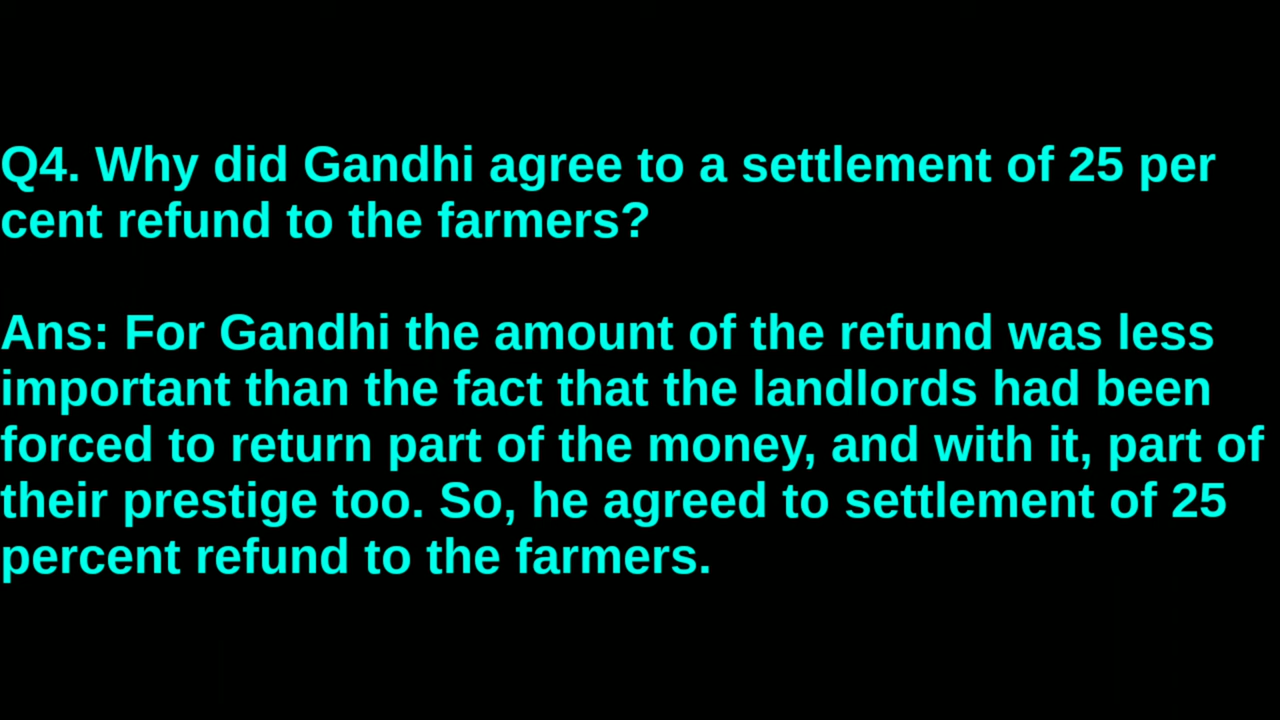 Q4. Why did Gandhi agree to a settlement of 25 per
cent refund to the farmers?
Ans: For Gandhi the amount of the refund was less
important than the fact that the landlords had been
forced to return part of the money, and with it, part of
their prestige too. So, he agreed to settlement of 25
percent refund to the farmers.